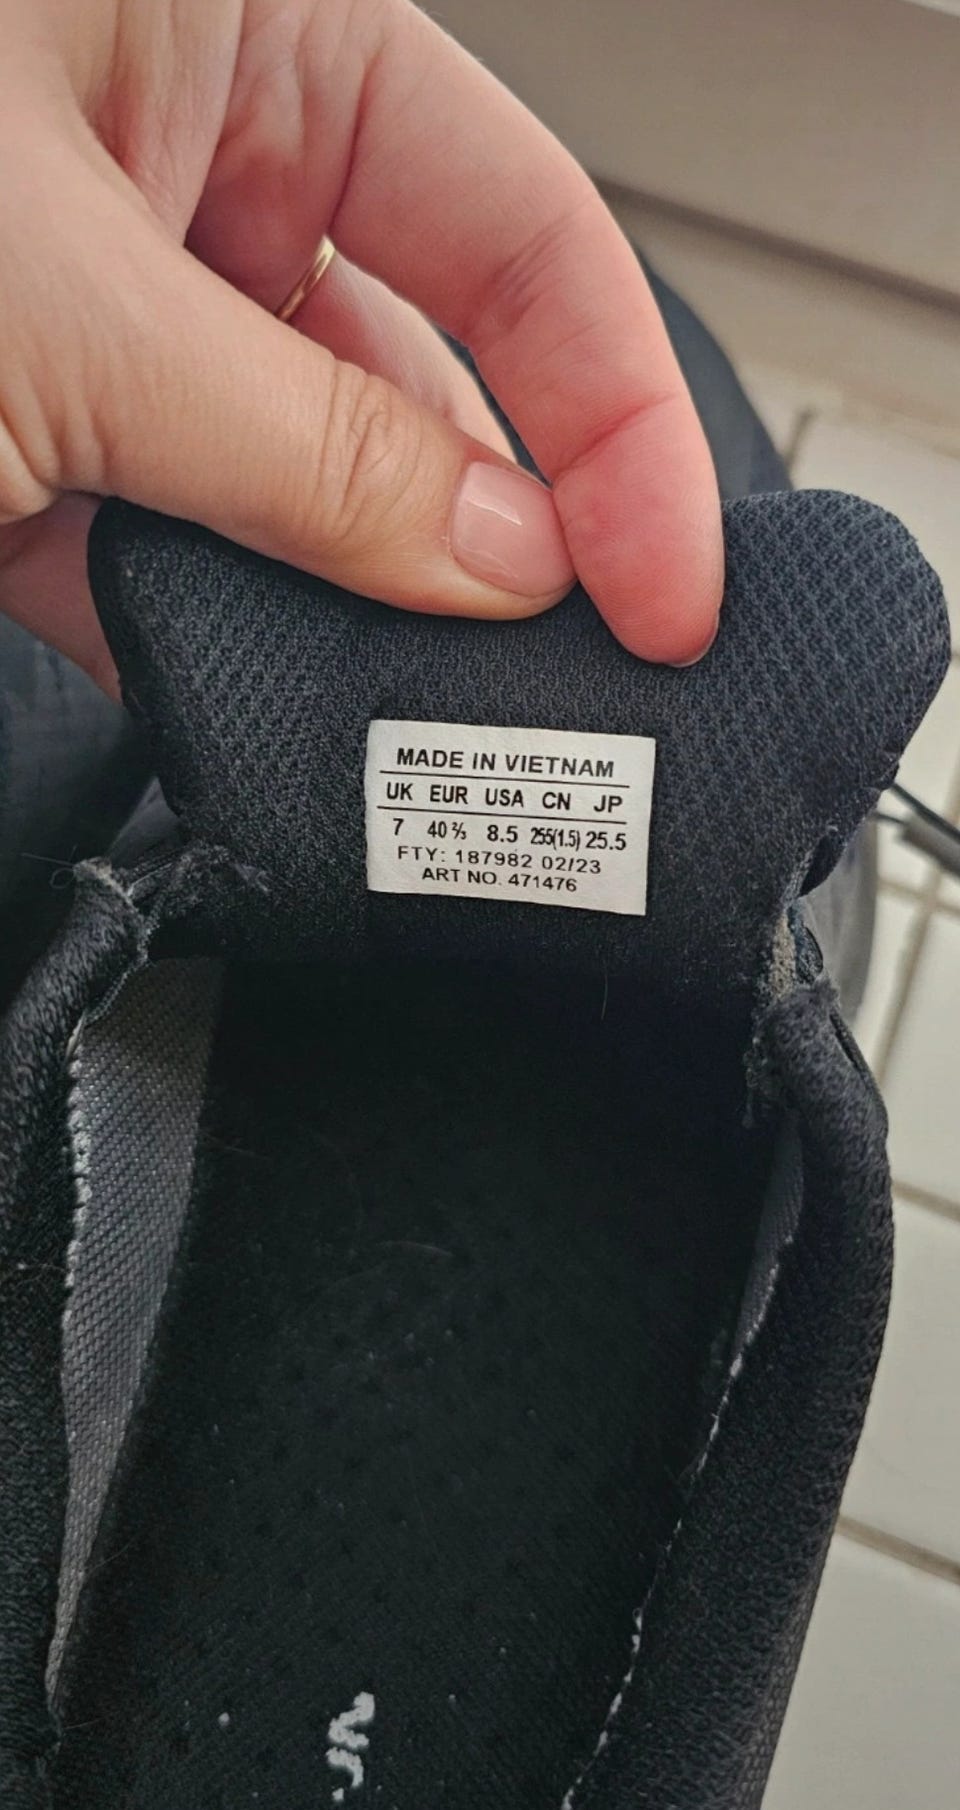 MADE IN VIETNAM
UK EUR USA CN JP
7 40⅔ 8.5 255(1.5) 25.5
FTY: 187982 02/23
ART NO. 471476